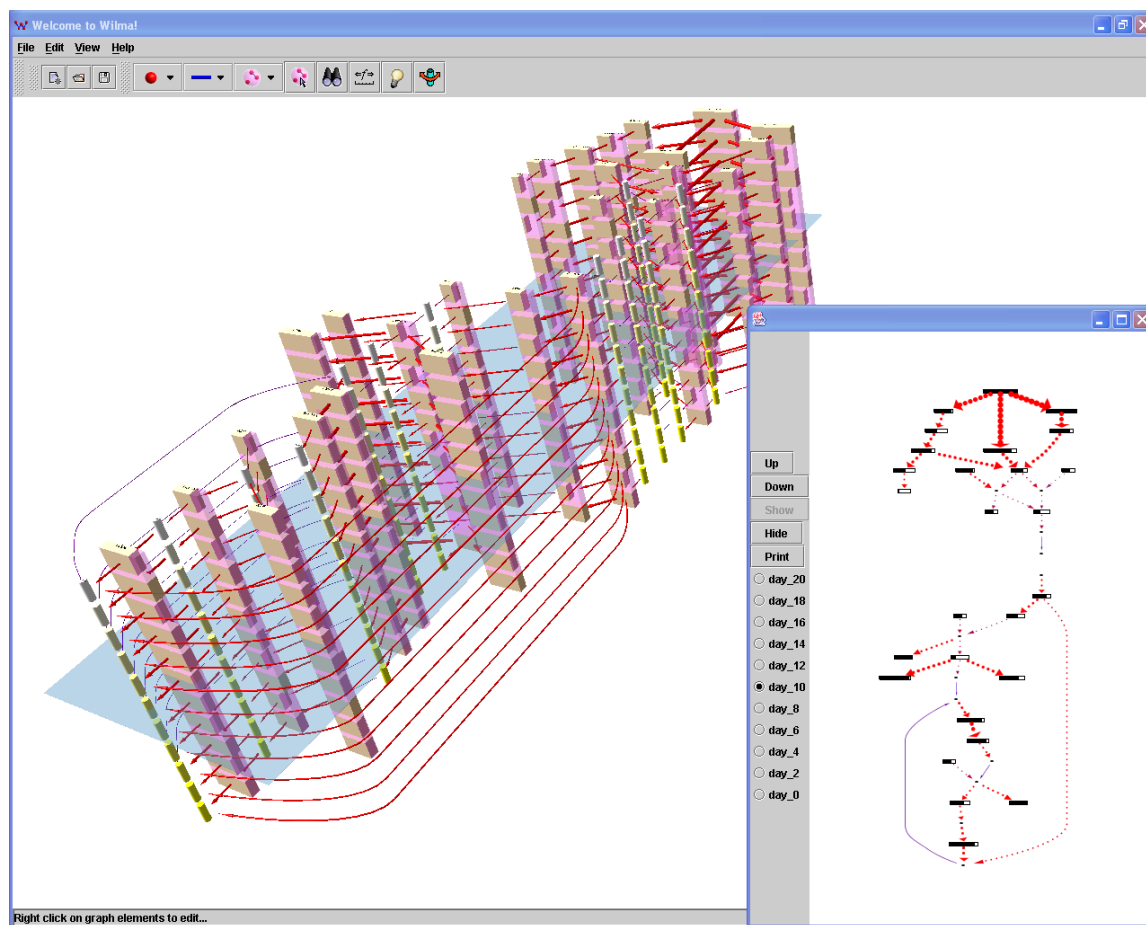 Welcome to Wilma!
File Edit View Help
Up
Down
Show
Hide
Print
day_20
day_18
day_16
day_14
day_12
day_10
day_8
day_6
day_4
day_2
day_0
Right click on graph elements to edit...